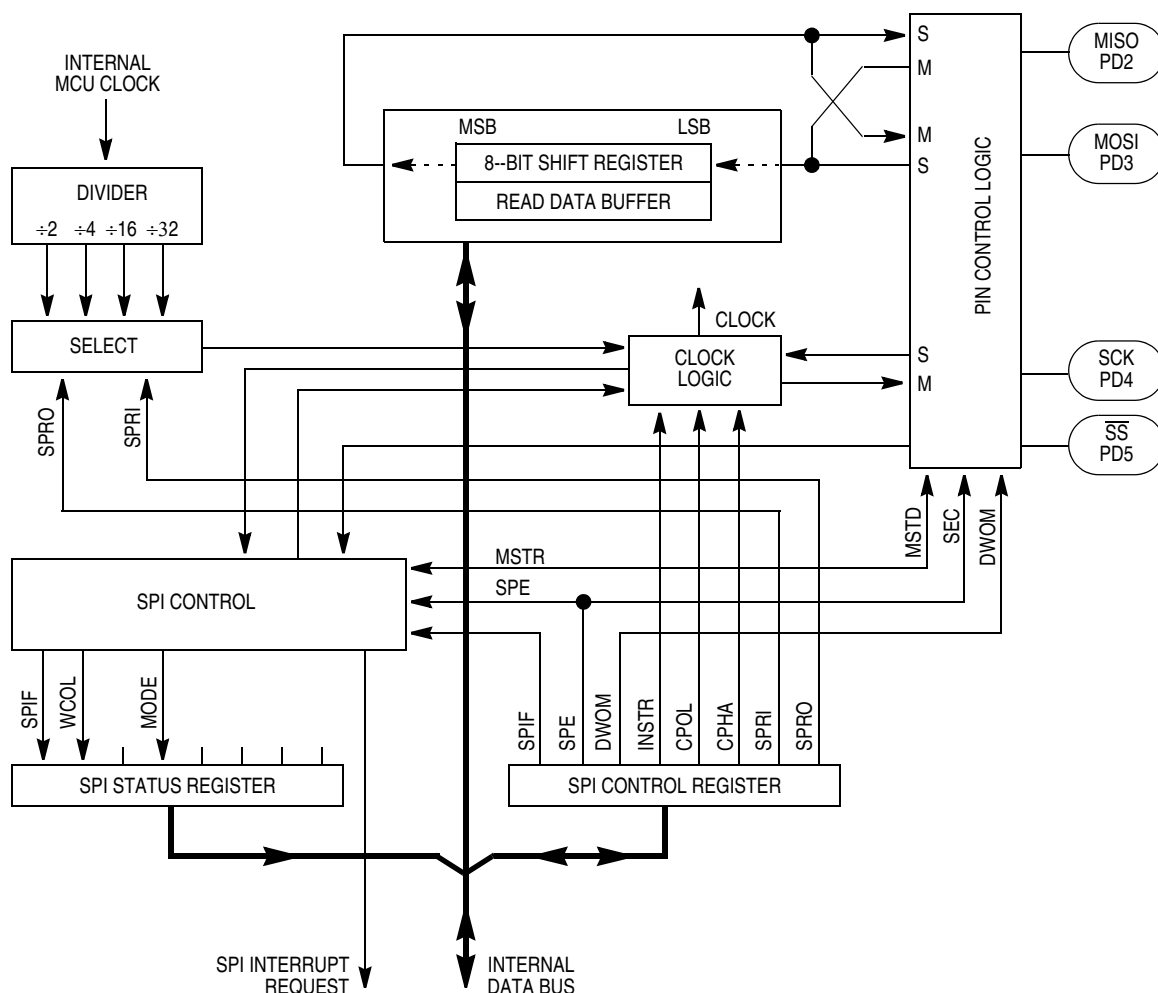 INTERNAL
MCU CLOCK
DIVIDER
÷2 ÷4 ÷16 ÷32
SELECT
SPRO
SPRI
MSB LSB
8--BIT SHIFT REGISTER
READ DATA BUFFER
CLOCK
CLOCK
LOGIC
S
M
M
S
S
M
PIN CONTROL LOGIC
MISO
PD2
MOSI
PD3
SCK
PD4
SS
PD5
MSTD
SEC
DWOM
MSTR
SPE
SPI CONTROL
SPIF
WCOL
MODE
SPI STATUS REGISTER
SPIF
SPE
DWOM
INSTR
CPOL
CPHA
SPRI
SPRO
SPI CONTROL REGISTER
SPI INTERRUPT
REQUEST
INTERNAL
DATA BUS